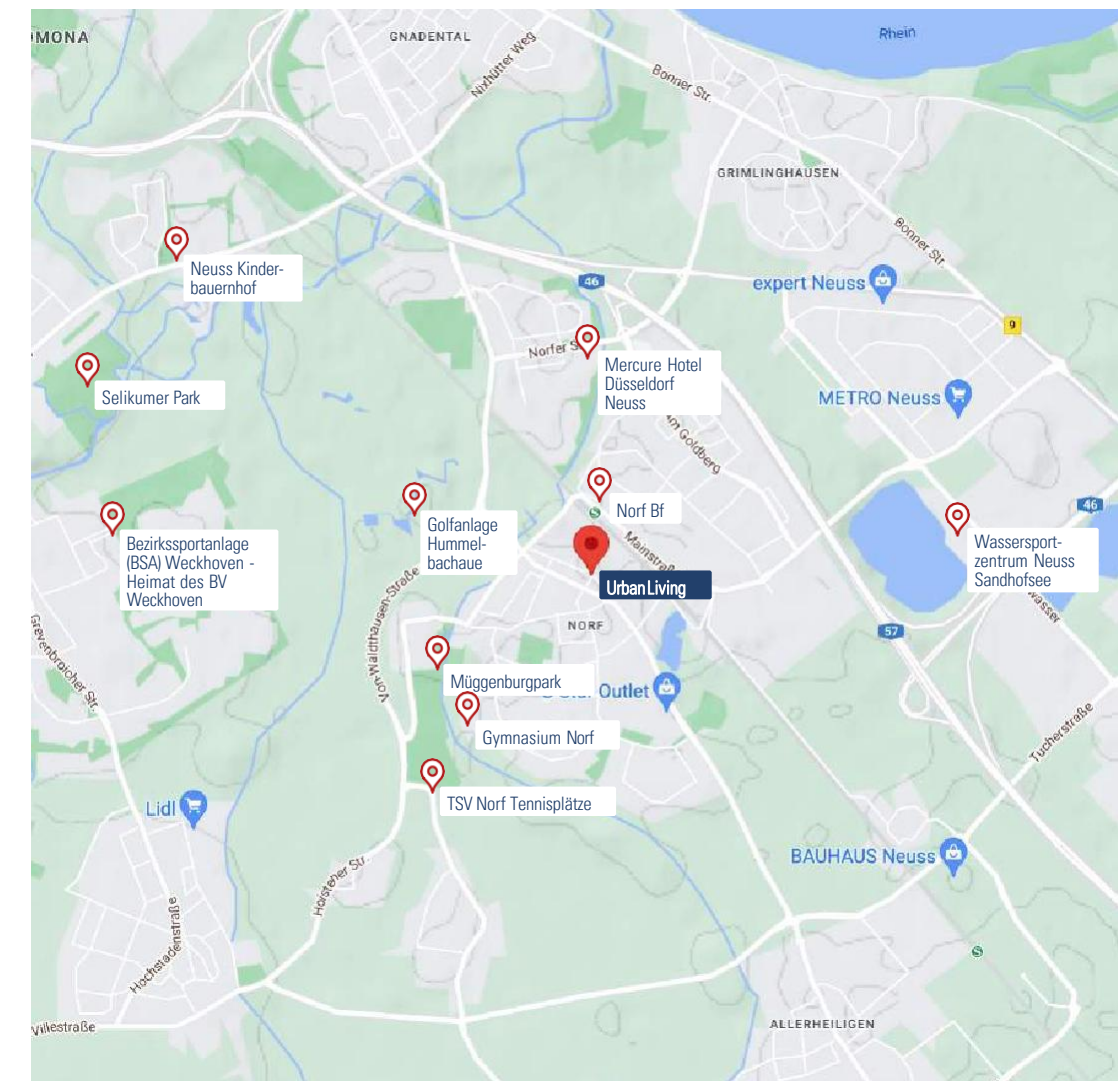 MONA
GNADENTAL
Rhein
Nixhütter Weg
Bonner Str.
GRIMLINGHAUSEN
Bonner Str.
Neuss Kinder-
bauernhof
46
expert Neuss
9
Norfer
Mercure Hotel
Düsseldorf
Neuss
Selikumer Park
METRO Neuss
Am Goldberg
Norf Bf
S
46
Golfanlage
Hummel-
bachaue
Bezirkssportanlage
(BSA) Weckhoven -
Heimat des BV
Weckhoven
Wassersport-
zentrum Neuss
Sandhofsee
wasser
Mainstraße
Urban Living
Von-Waldthausen-Straße
NORF
57
Grevenbroicher Str.
Müggenburgpark
Outlet
Gymnasium Norf
Tucherstraße
TSV Norf Tennisplätze
Lidl
BAUHAUS Neuss
Hoistener Str.
Hochstadenstraße
S
Villestraße
ALLERHEILIGEN